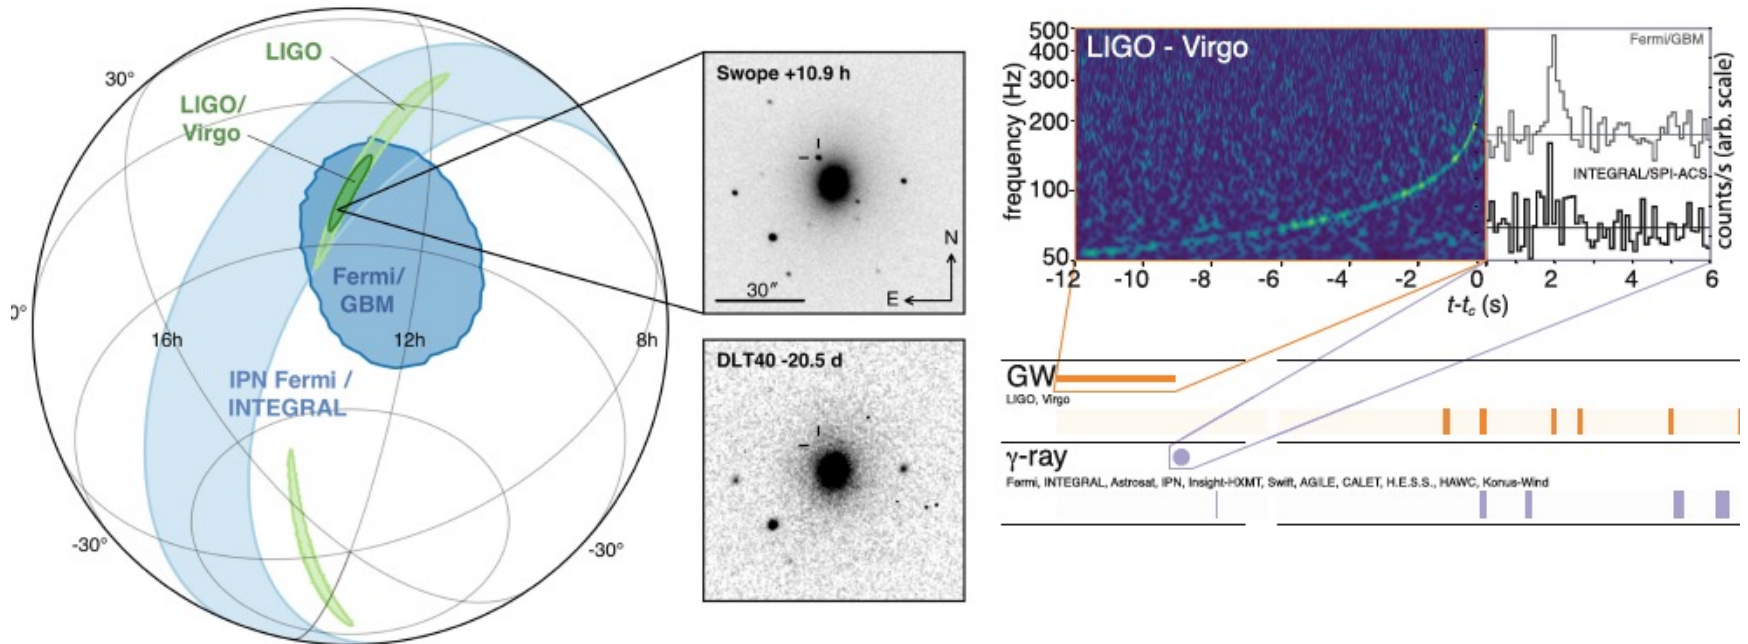 LIGO
30°
LIGO/
Virgo
Fermi/
GBM
0°
16h
12h
8h
IPN Fermi /
INTEGRAL
-30°
-30°
Swope +10.9 h
30″
N
E
DLT40 -20.5 d
LIGO - Virgo
frequency (Hz)
500
400
300
200
100
50
-12
-10
-8
-6
-4
-2
0
2
4
6
t-tc (s)
Fermi/GBM
INTEGRAL/SPI-ACS
counts/s (arb. scale)
GW
LIGO, Virgo
γ-ray
Fermi, INTEGRAL, Astrosat, IPN, Insight-HXMT, Swift, AGILE, CALET, H.E.S.S., HAWC, Konus-Wind